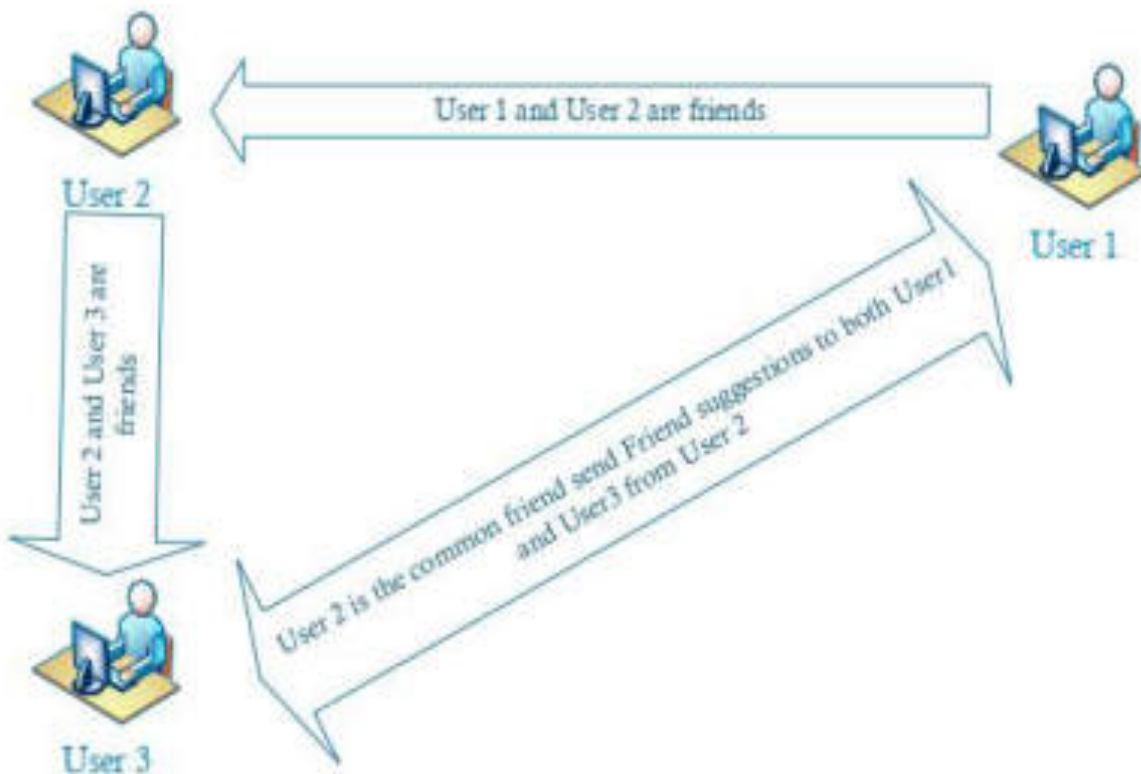 User 1 and User 2 are friends
User 2
User 1
User 2 and User 3 are
friends
User 2 is the common friend send Friend suggestions to both User1
and User3 from User 2
User 3